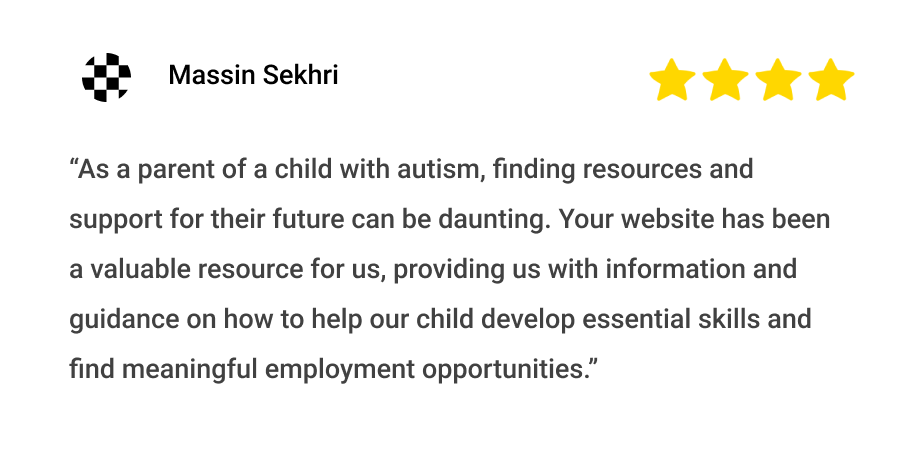 Massin Sekhri
“As a parent of a child with autism, finding resources and
support for their future can be daunting. Your website has been
a valuable resource for us, providing us with information and
guidance on how to help our child develop essential skills and
find meaningful employment opportunities.”